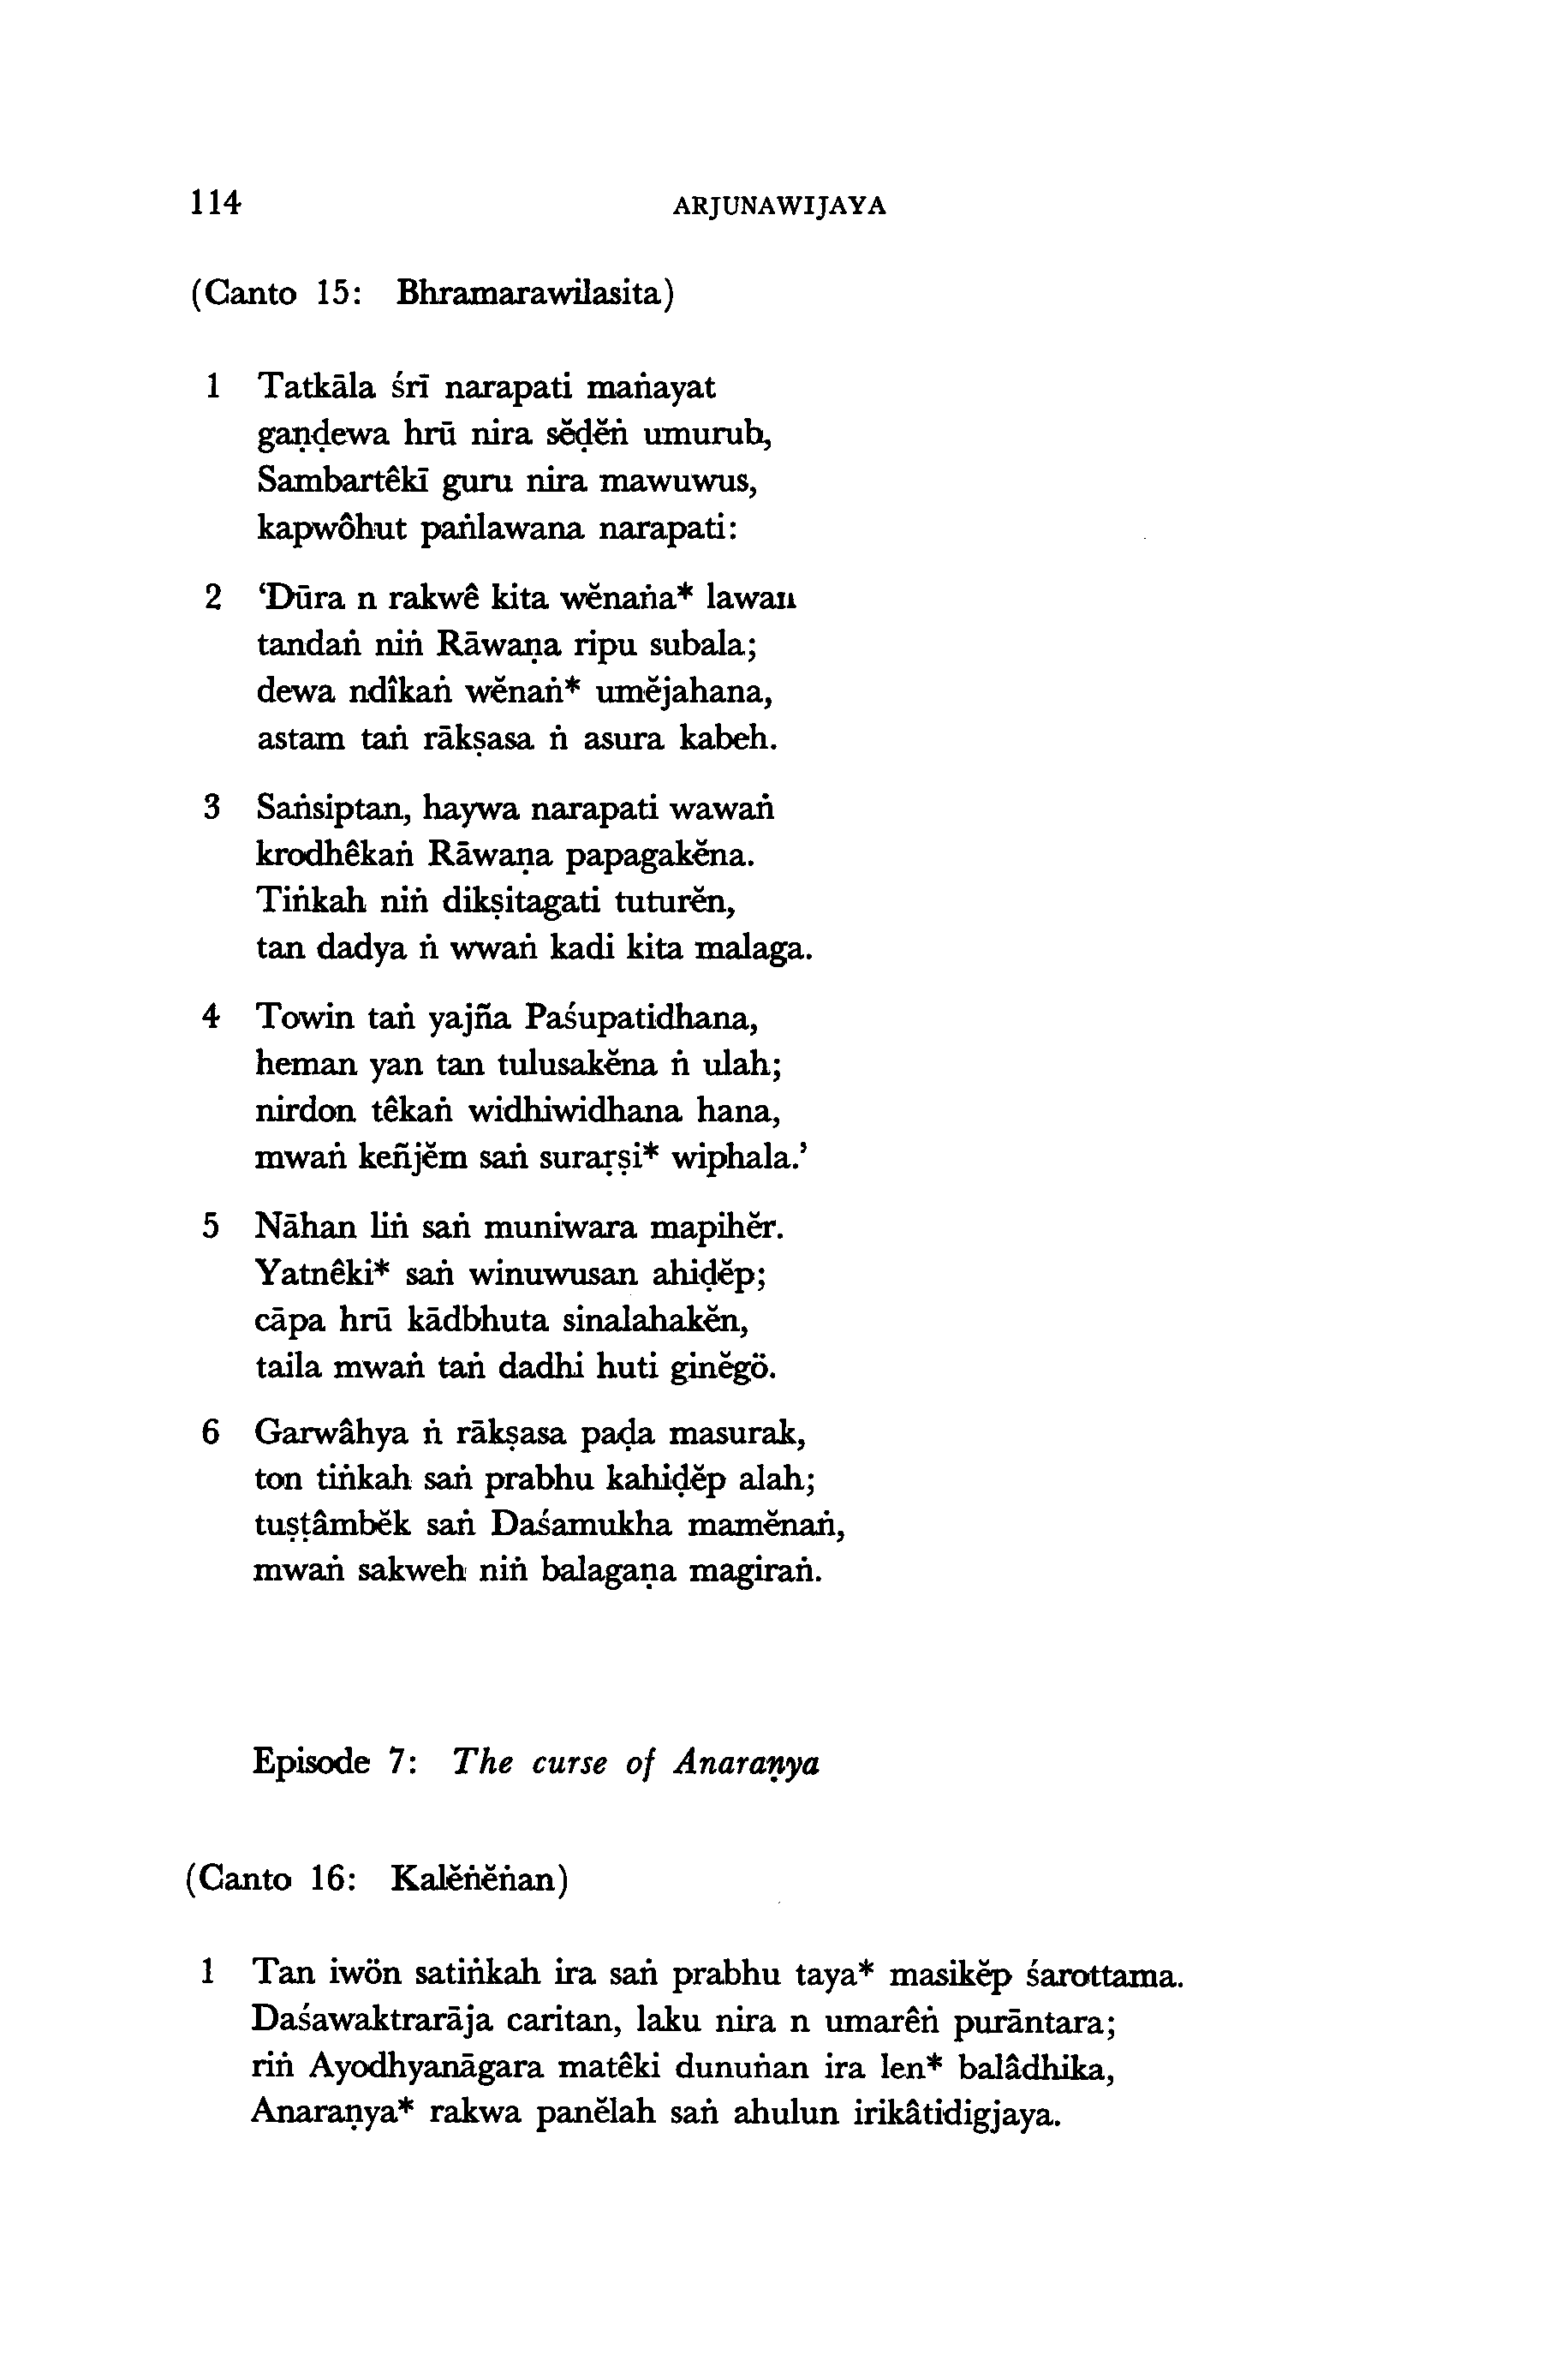 114 ARJUNAWIJAYA
(Canto 15: Bhramarawilasita)
1 Tatkāla śrī narapati maṅayat
gaṇḍewa hrū nira sĕḍĕṅ umurub,
Sambartêkī guru nira mawuwus,
kapwôhut paṅlawana narapati:
2 ‘Dūra n rakwê kita wĕnaṅa* lawan
tandaṅ niṅ Rāwaṇa ripu subala;
dewa ndîkaṅ wĕnaṅ* umĕjahana,
astam taṅ rākṣasa ṅ asura kabeh.
3 Saṅsiptan, haywa narapati wawaṅ
krodhêkaṅ Rāwaṇa papagakĕna.
Tiṅkah niṅ dikṣitagati tuturĕn,
tan dadya ṅ wwaṅ kadi kita malaga.
4 Towin taṅ yajña Paśupatidhana,
heman yan tan tulusakĕna ṅ ulah;
nirdon têkaṅ widhiwidhana hana,
mwaṅ keñjĕm saṅ surarṣi* wiphala.’
5 Nāhan liṅ saṅ muniwara mapihĕr.
Yatnêki* saṅ winuwusan ahiḍĕp;
cāpa hrū kādbhuta sinalahakĕn,
taila mwaṅ taṅ dadhi huti ginĕgö.
6 Garwâhya ṅ rākṣasa paḍa masurak,
ton tiṅkah saṅ prabhu kahiḍĕp alah;
tuṣṭâmbĕk saṅ Daśamukha mamĕnaṅ,
mwaṅ sakweh niṅ balagaṇa magiraṅ.
Episode 7: The curse of Anaraṇya
(Canto 16: Kalĕṅĕṅan)
1 Tan iwön satiṅkah ira saṅ prabhu taya* masikĕp śarottama.
Daśawaktrarāja caritan, laku nira n umarêṅ purāntara;
riṅ Ayodhyanāgara matêki dunuṅan ira len* balâdhika,
Anaraṇya* rakwa panĕlah saṅ ahulun irikâtidigjaya.